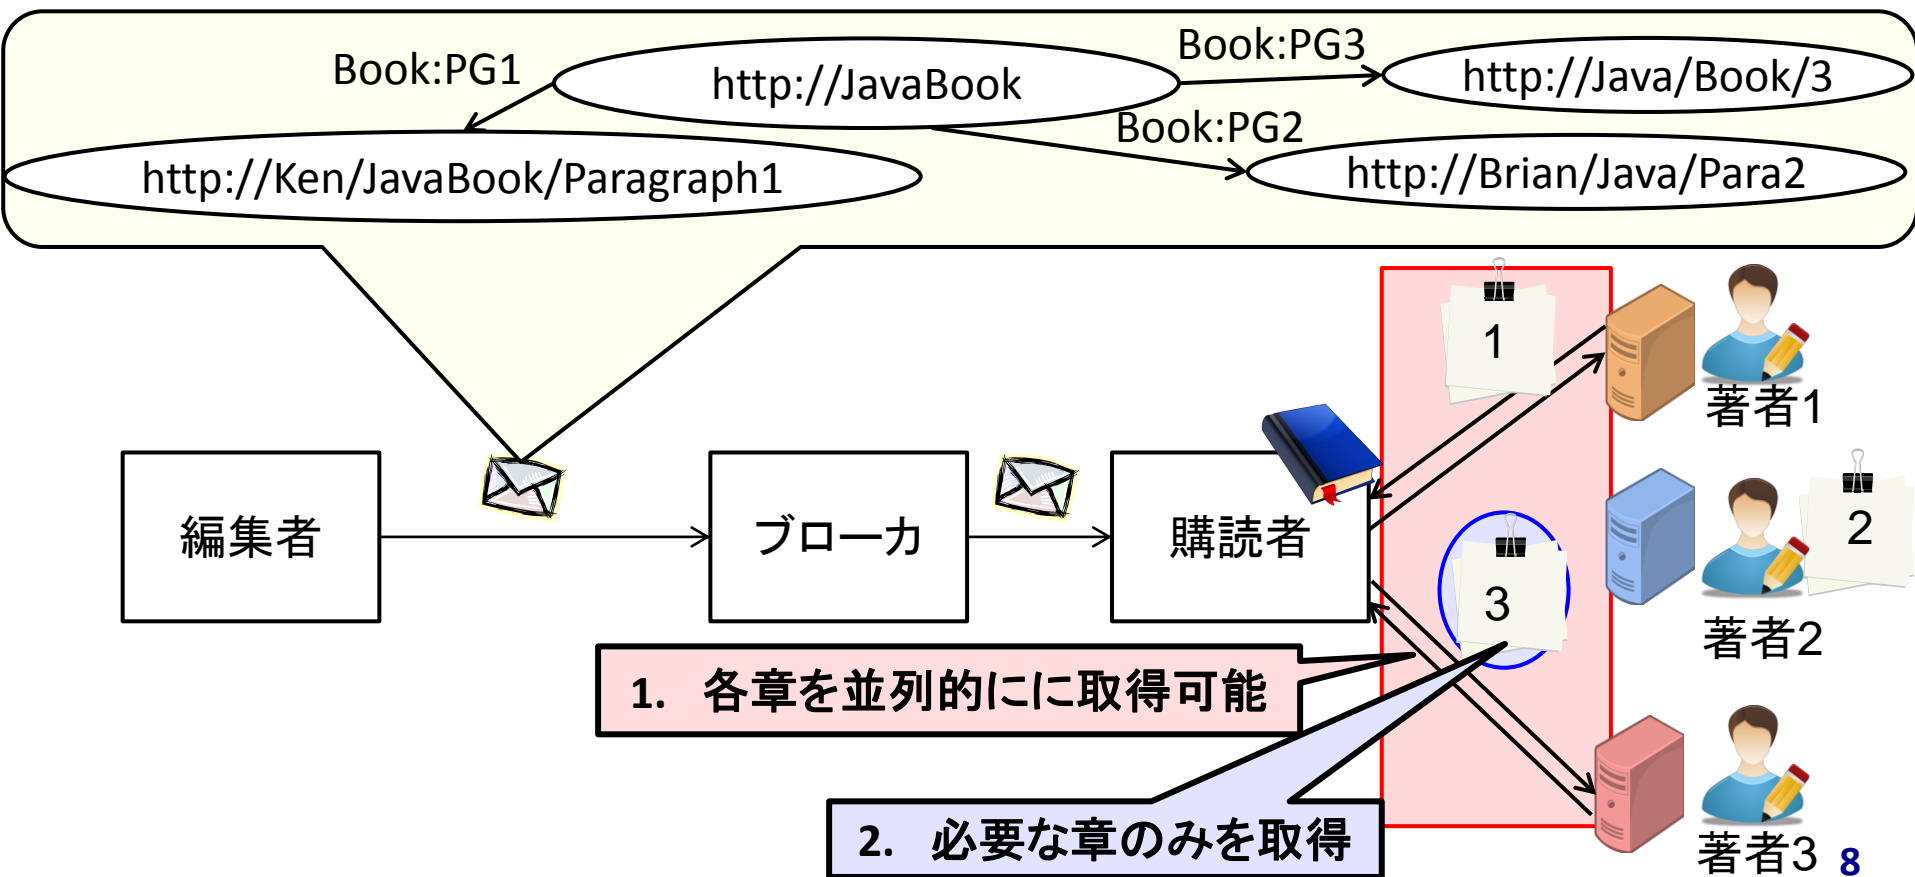 Book:PG1
http://JavaBook
Book:PG3
http://Java/Book/3
Book:PG2
http://Ken/JavaBook/Paragraph1
http://Brian/Java/Para2
1
著者1
編集者
ブローカ
購読者
3
2
著者2
1. 各章を並列的にに取得可能
2. 必要な章のみを取得
著者3
8